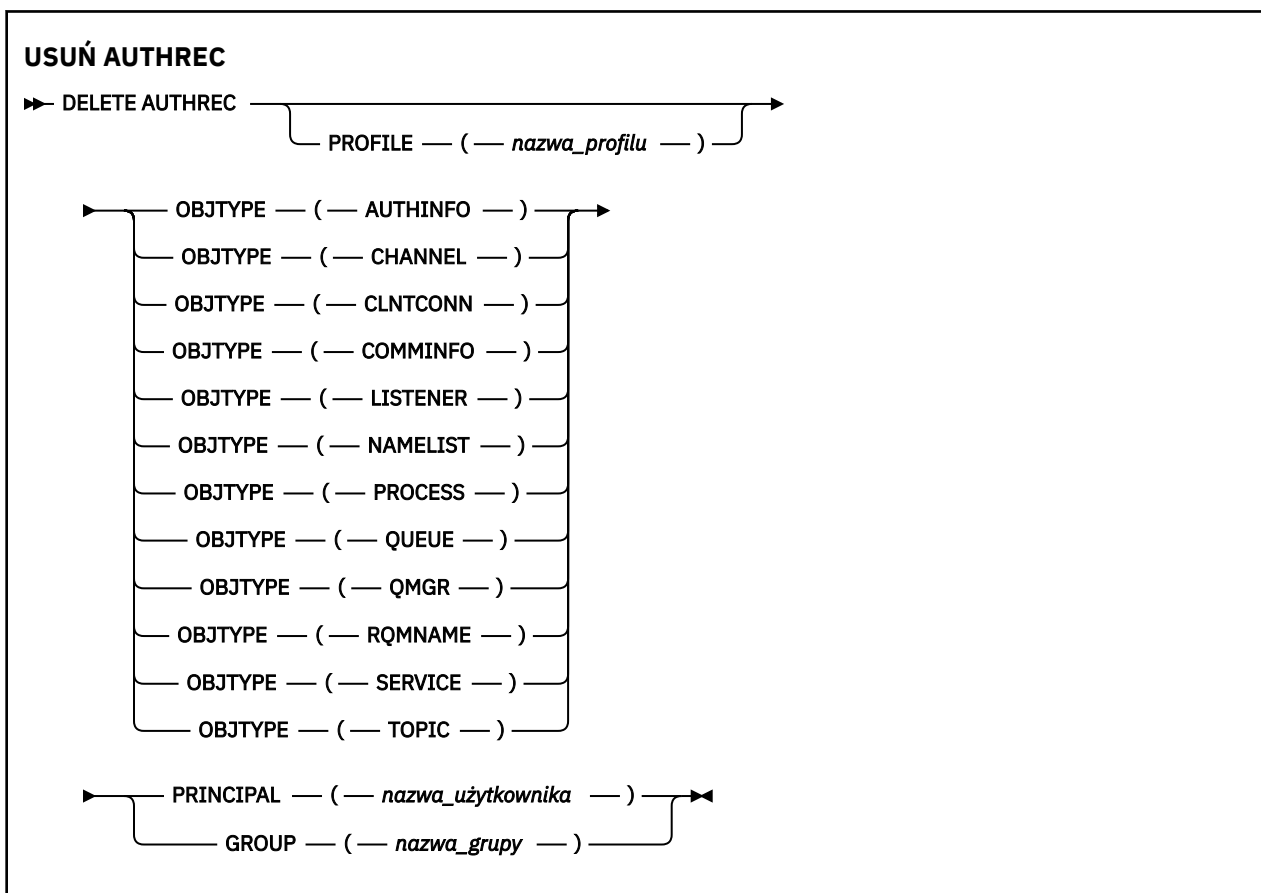 USUŃ AUTHREC
DELETE AUTHREC
PROFILE ( nazwa_profilu )
OBJTYPE ( AUTHINFO )
OBJTYPE ( CHANNEL )
OBJTYPE ( CLNTCONN )
OBJTYPE ( COMMINFO )
OBJTYPE ( LISTENER )
OBJTYPE ( NAMELIST )
OBJTYPE ( PROCESS )
OBJTYPE ( QUEUE )
OBJTYPE ( QMGR )
OBJTYPE ( RQMNAME )
OBJTYPE ( SERVICE )
OBJTYPE ( TOPIC )
PRINCIPAL ( nazwa_użytkownika )
GROUP ( nazwa_grupy )